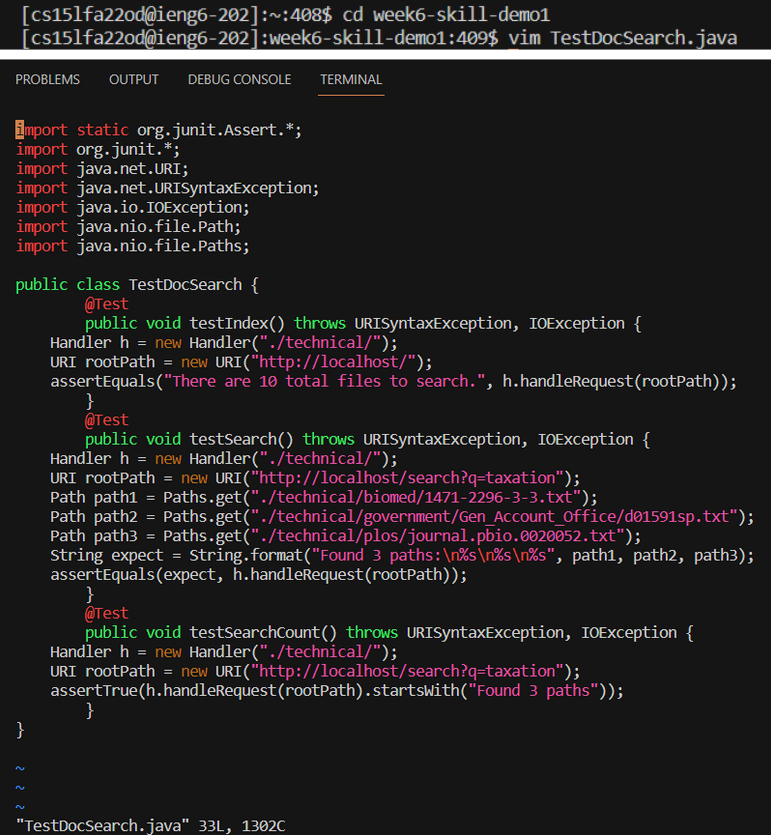 [cs15lfa22od@ieng6-202]:~:408$ cd week6-skill-demo1
[cs15lfa22od@ieng6-202]:week6-skill-demo1:409$ vim TestDocSearch.java
PROBLEMS OUTPUT DEBUG CONSOLE TERMINAL
import static org.junit.Assert.*;
import org.junit.*;
import java.net.URI;
import java.net.URISyntaxException;
import java.io.IOException;
import java.nio.file.Path;
import java.nio.file.Paths;
public class TestDocSearch {
        @Test
        public void testIndex() throws URISyntaxException, IOException {
    Handler h = new Handler("./technical/");
    URI rootPath = new URI("http://localhost/");
    assertEquals("There are 10 total files to search.", h.handleRequest(rootPath));
        }
        @Test
        public void testSearch() throws URISyntaxException, IOException {
    Handler h = new Handler("./technical/");
    URI rootPath = new URI("http://localhost/search?q=taxation");
    Path path1 = Paths.get("./technical/biomed/1471-2296-3-3.txt");
    Path path2 = Paths.get("./technical/government/Gen_Account_Office/d01591sp.txt");
    Path path3 = Paths.get("./technical/plos/journal.pbio.0020052.txt");
    String expect = String.format("Found 3 paths:\n%s\n%s\n%s", path1, path2, path3);
    assertEquals(expect, h.handleRequest(rootPath));
        }
        @Test
        public void testSearchCount() throws URISyntaxException, IOException {
    Handler h = new Handler("./technical/");
    URI rootPath = new URI("http://localhost/search?q=taxation");
    assertTrue(h.handleRequest(rootPath).startsWith("Found 3 paths"));
        }
}
~
~
~
"TestDocSearch.java" 33L, 1302C